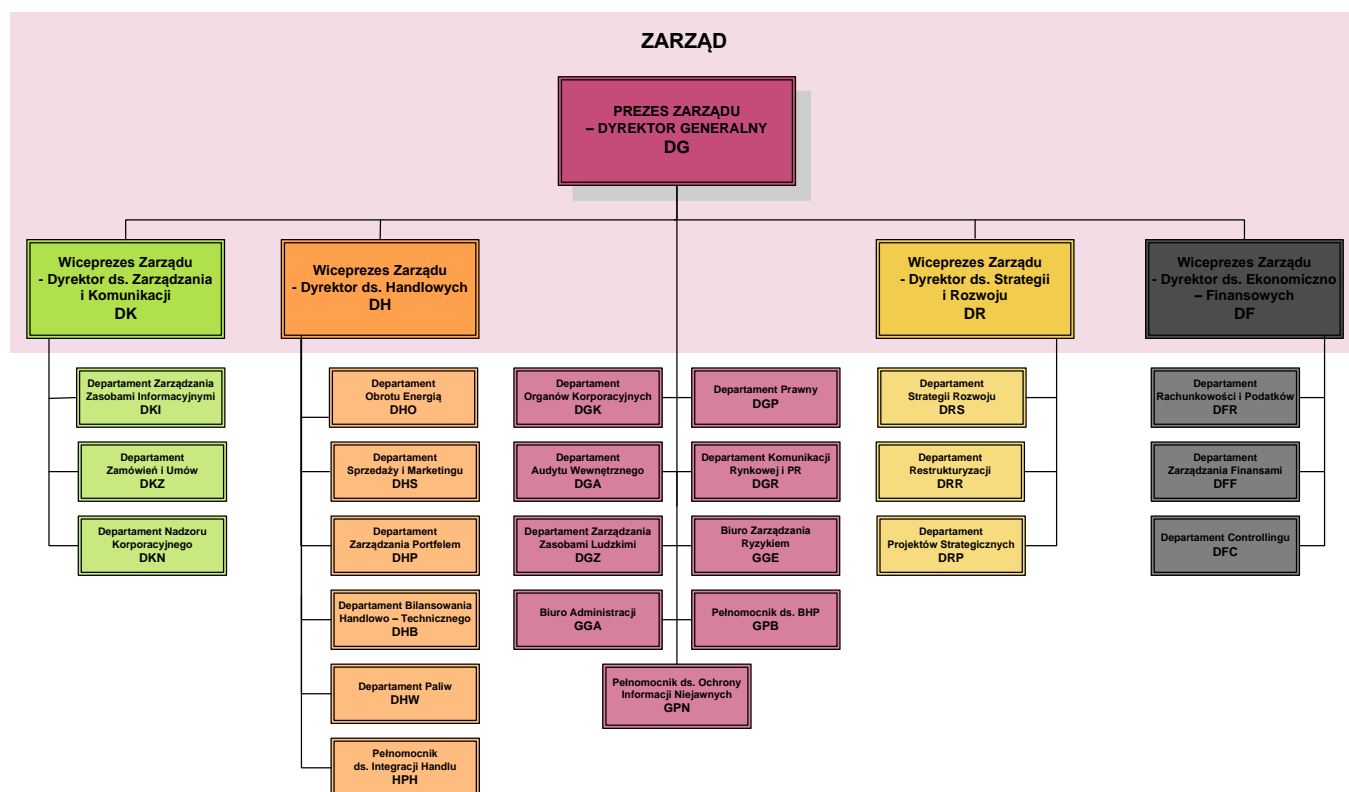 ZARZĄD
PREZES ZARZĄDU
– DYREKTOR GENERALNY
DG
Wiceprezes Zarządu
- Dyrektor ds. Zarządzania
i Komunikacji
DK
Wiceprezes Zarządu
- Dyrektor ds. Handlowych
DH
Wiceprezes Zarządu
- Dyrektor ds. Strategii
i Rozwoju
DR
Wiceprezes Zarządu
- Dyrektor ds. Ekonomiczno
– Finansowych
DF
Departament Zarządzania
Zasobami Informacyjnymi
DKI
Departament
Zamówień i Umów
DKZ
Departament Nadzoru
Korporacyjnego
DKN
Departament
Obrotu Energią
DHO
Departament
Sprzedaży i Marketingu
DHS
Departament
Zarządzania Portfelem
DHP
Departament Bilansowania
Handlowo – Technicznego
DHB
Departament Paliw
DHW
Pełnomocnik
ds. Integracji Handlu
HPH
Departament
Organów Korporacyjnych
DGK
Departament Prawny
DGP
Departament
Audytu Wewnętrznego
DGA
Departament Komunikacji
Rynkowej i PR
DGR
Departament Zarządzania
Zasobami Ludzkimi
DGZ
Biuro Zarządzania
Ryzykiem
GGE
Biuro Administracji
GGA
Pełnomocnik ds. BHP
GPB
Pełnomocnik ds. Ochrony
Informacji Niejawnych
GPN
Departament
Strategii Rozwoju
DRS
Departament
Restrukturyzacji
DRR
Departament
Projektów Strategicznych
DRP
Departament
Rachunkowości i Podatków
DFR
Departament
Zarządzania Finansami
DFF
Departament Controllingu
DFC